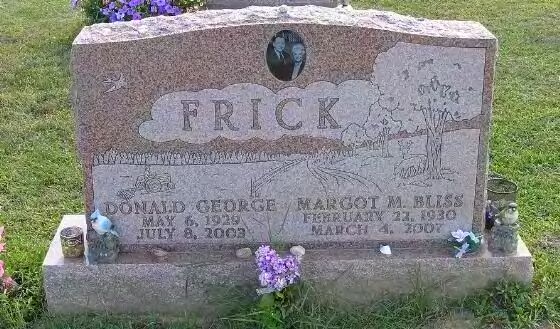 FRICK
DONALD GEORGE
MAY 6, 1929
JULY 8, 2003
MARGOT M. BLISS
FEBRUARY 22, 1930
MARCH 4, 2007